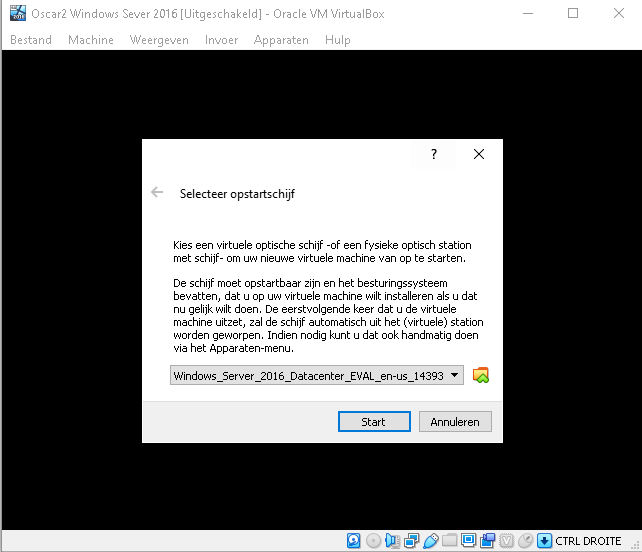 Oscar2 Windows Sever 2016 [Uitgeschakeld] - Oracle VM VirtualBox
Bestand Machine Weergeven Invoer Apparaten Hulp
?
Selecteer opstartschijf
Kies een virtuele optische schijf -of een fysieke optisch station
met schijf- om uw nieuwe virtuele machine van op te starten.
De schijf moet opstartbaar zijn en het besturingssysteem
bevatten, dat u op uw virtuele machine wilt installeren als u dat
nu gelijk wilt doen. De eerstvolgende keer dat u de virtuele
machine uitzet, zal de schijf automatisch uit het (virtuele) station
worden geworpen. Indien nodig kunt u dat ook handmatig doen
via het Apparaten-menu.
Windows_Server_2016_Datacenter_EVAL_en-us_14393
Start Annuleren
CTRL DROITE